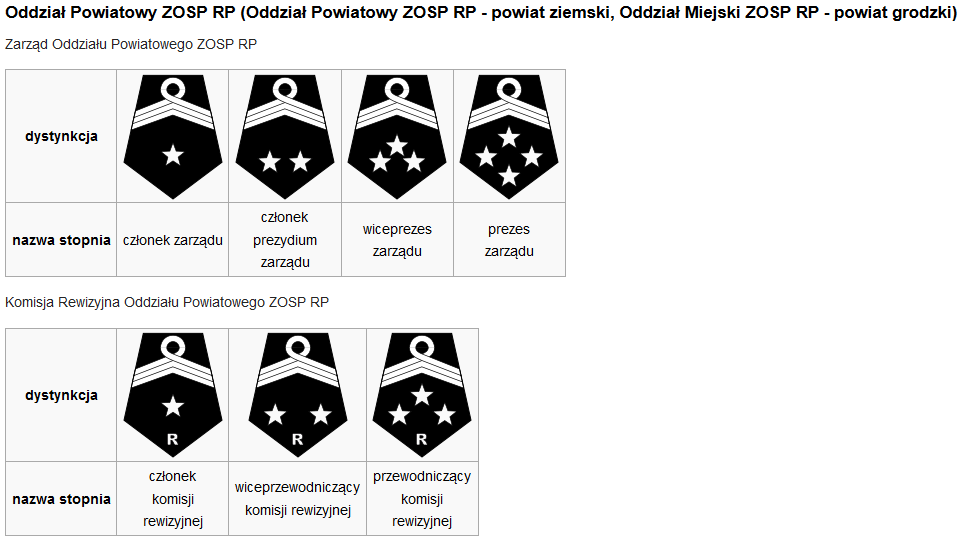 Oddział Powiatowy ZOSP RP (Oddział Powiatowy ZOSP RP - powiat ziemski, Oddział Miejski ZOSP RP - powiat grodzki)
Zarząd Oddziału Powiatowego ZOSP RP
dystynkcja
nazwa stopnia
członek zarządu
członek
prezydium
zarządu
wiceprezes
zarządu
prezes
zarządu
Komisja Rewizyjna Oddziału Powiatowego ZOSP RP
dystynkcja
R
R
R
nazwa stopnia
członek
komisji
rewizyjnej
wiceprzewodniczący
komisji rewizyjnej
przewodniczący
komisji
rewizyjnej